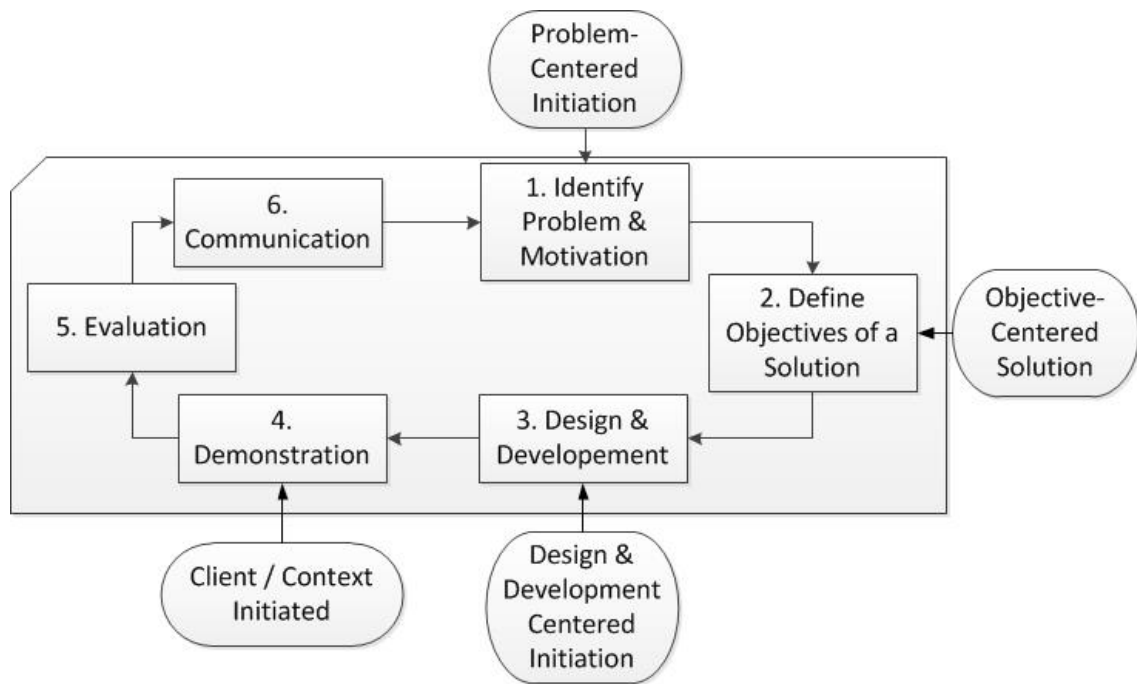 Problem-
Centered
Initiation
1. Identify
Problem &
Motivation
6.
Communication
2. Define
Objectives of a
Solution
Objective-
Centered
Solution
5. Evaluation
4.
Demonstration
3. Design &
Developement
Client / Context
Initiated
Design &
Development
Centered
Initiation